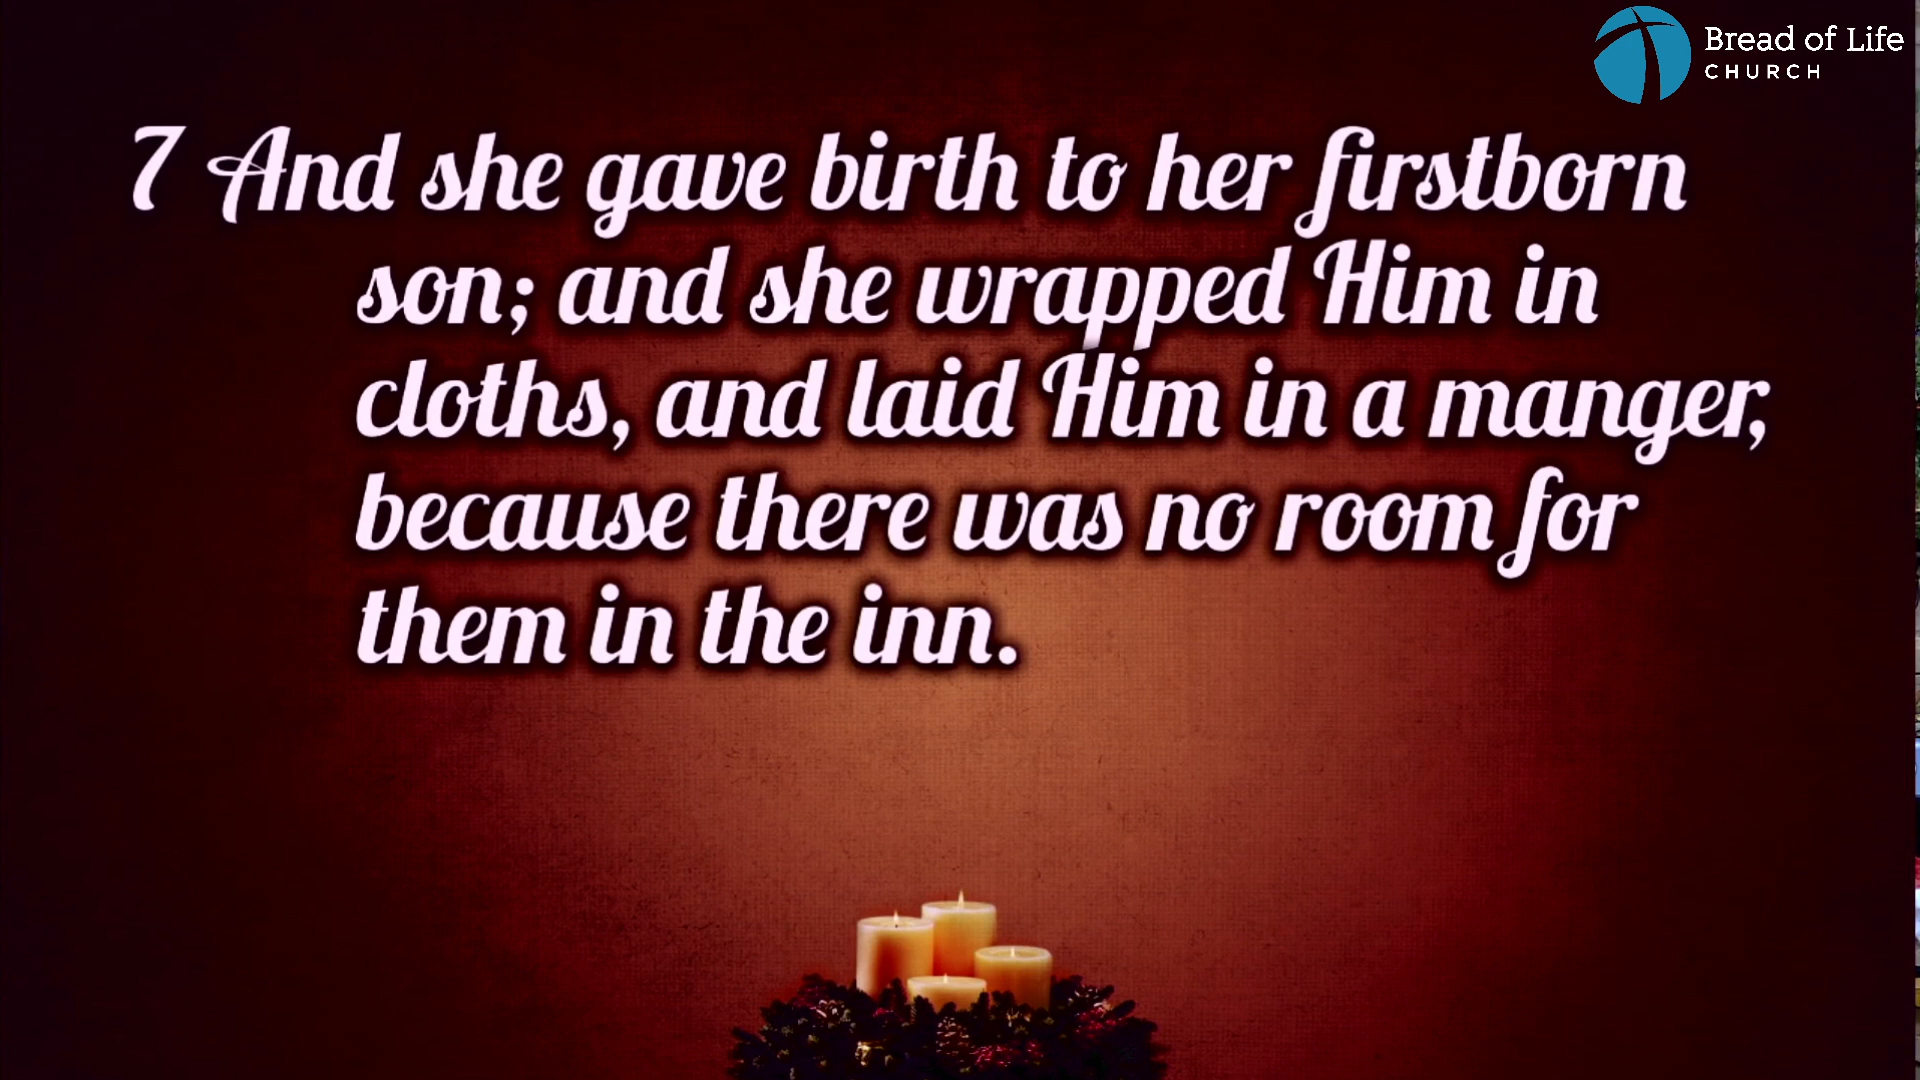 Bread of Life
CHURCH
7 And she gave birth to her firstborn
son; and she wrapped Him in
cloths, and laid Him in a manger,
because there was no room for
them in the inn.